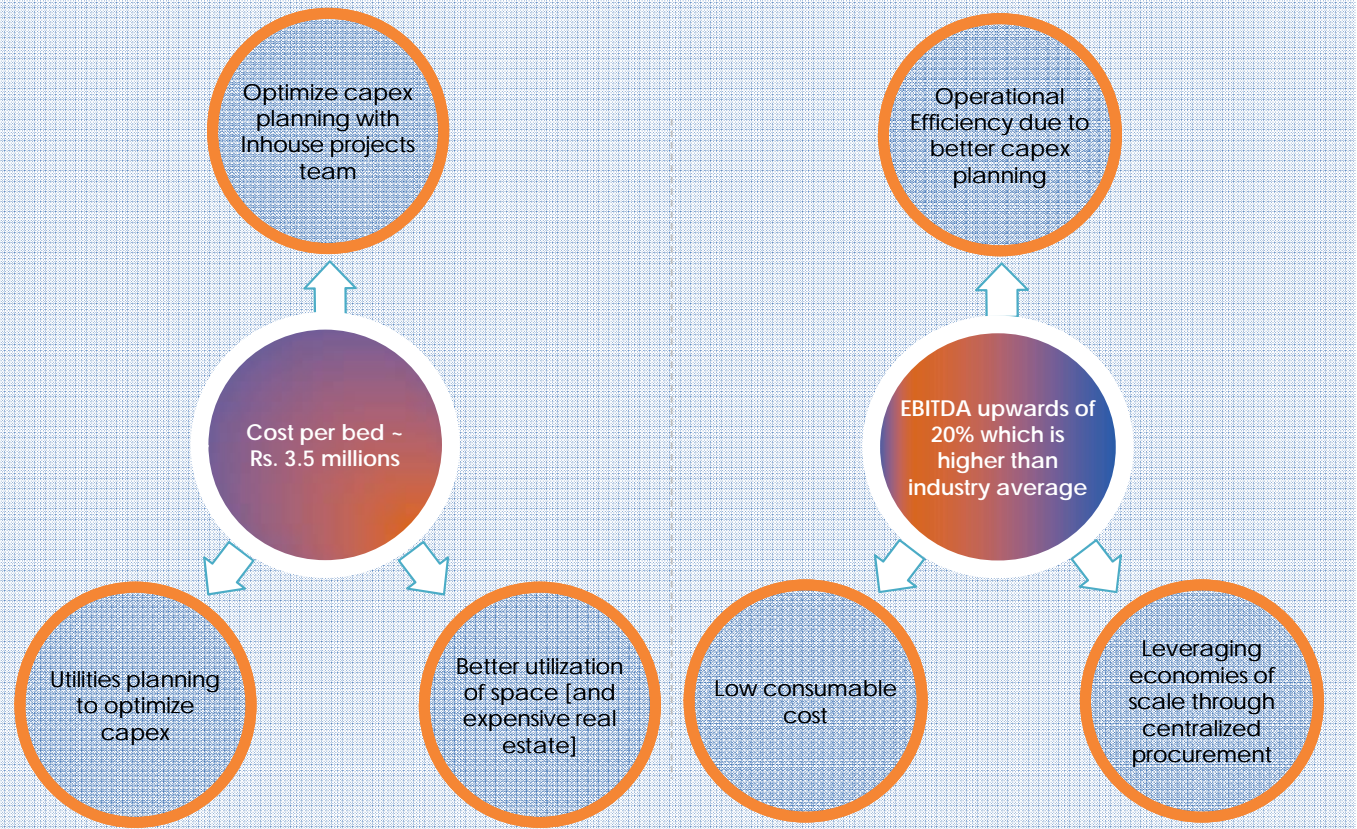 Optimize capex
planning with
Inhouse projects
team
Cost per bed ~
Rs. 3.5 millions
Utilities planning
to optimize
capex
Better utilization
of space [and
expensive real
estate]
Operational
Efficiency due to
better capex
planning
EBITDA upwards of
20% which is
higher than
industry average
Low consumable
cost
Leveraging
economies of
scale through
centralized
procurement